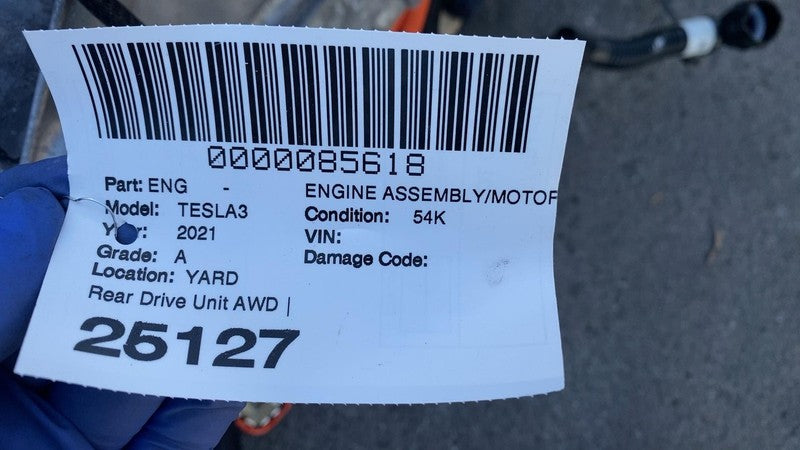 0000085618
Part: ENG - ENGINE ASSEMBLY/MOTOR
Model: TESLA3 Condition: 54K
Year: 2021 VIN:
Grade: A Damage Code:
Location: YARD
Rear Drive Unit AWD |
25127